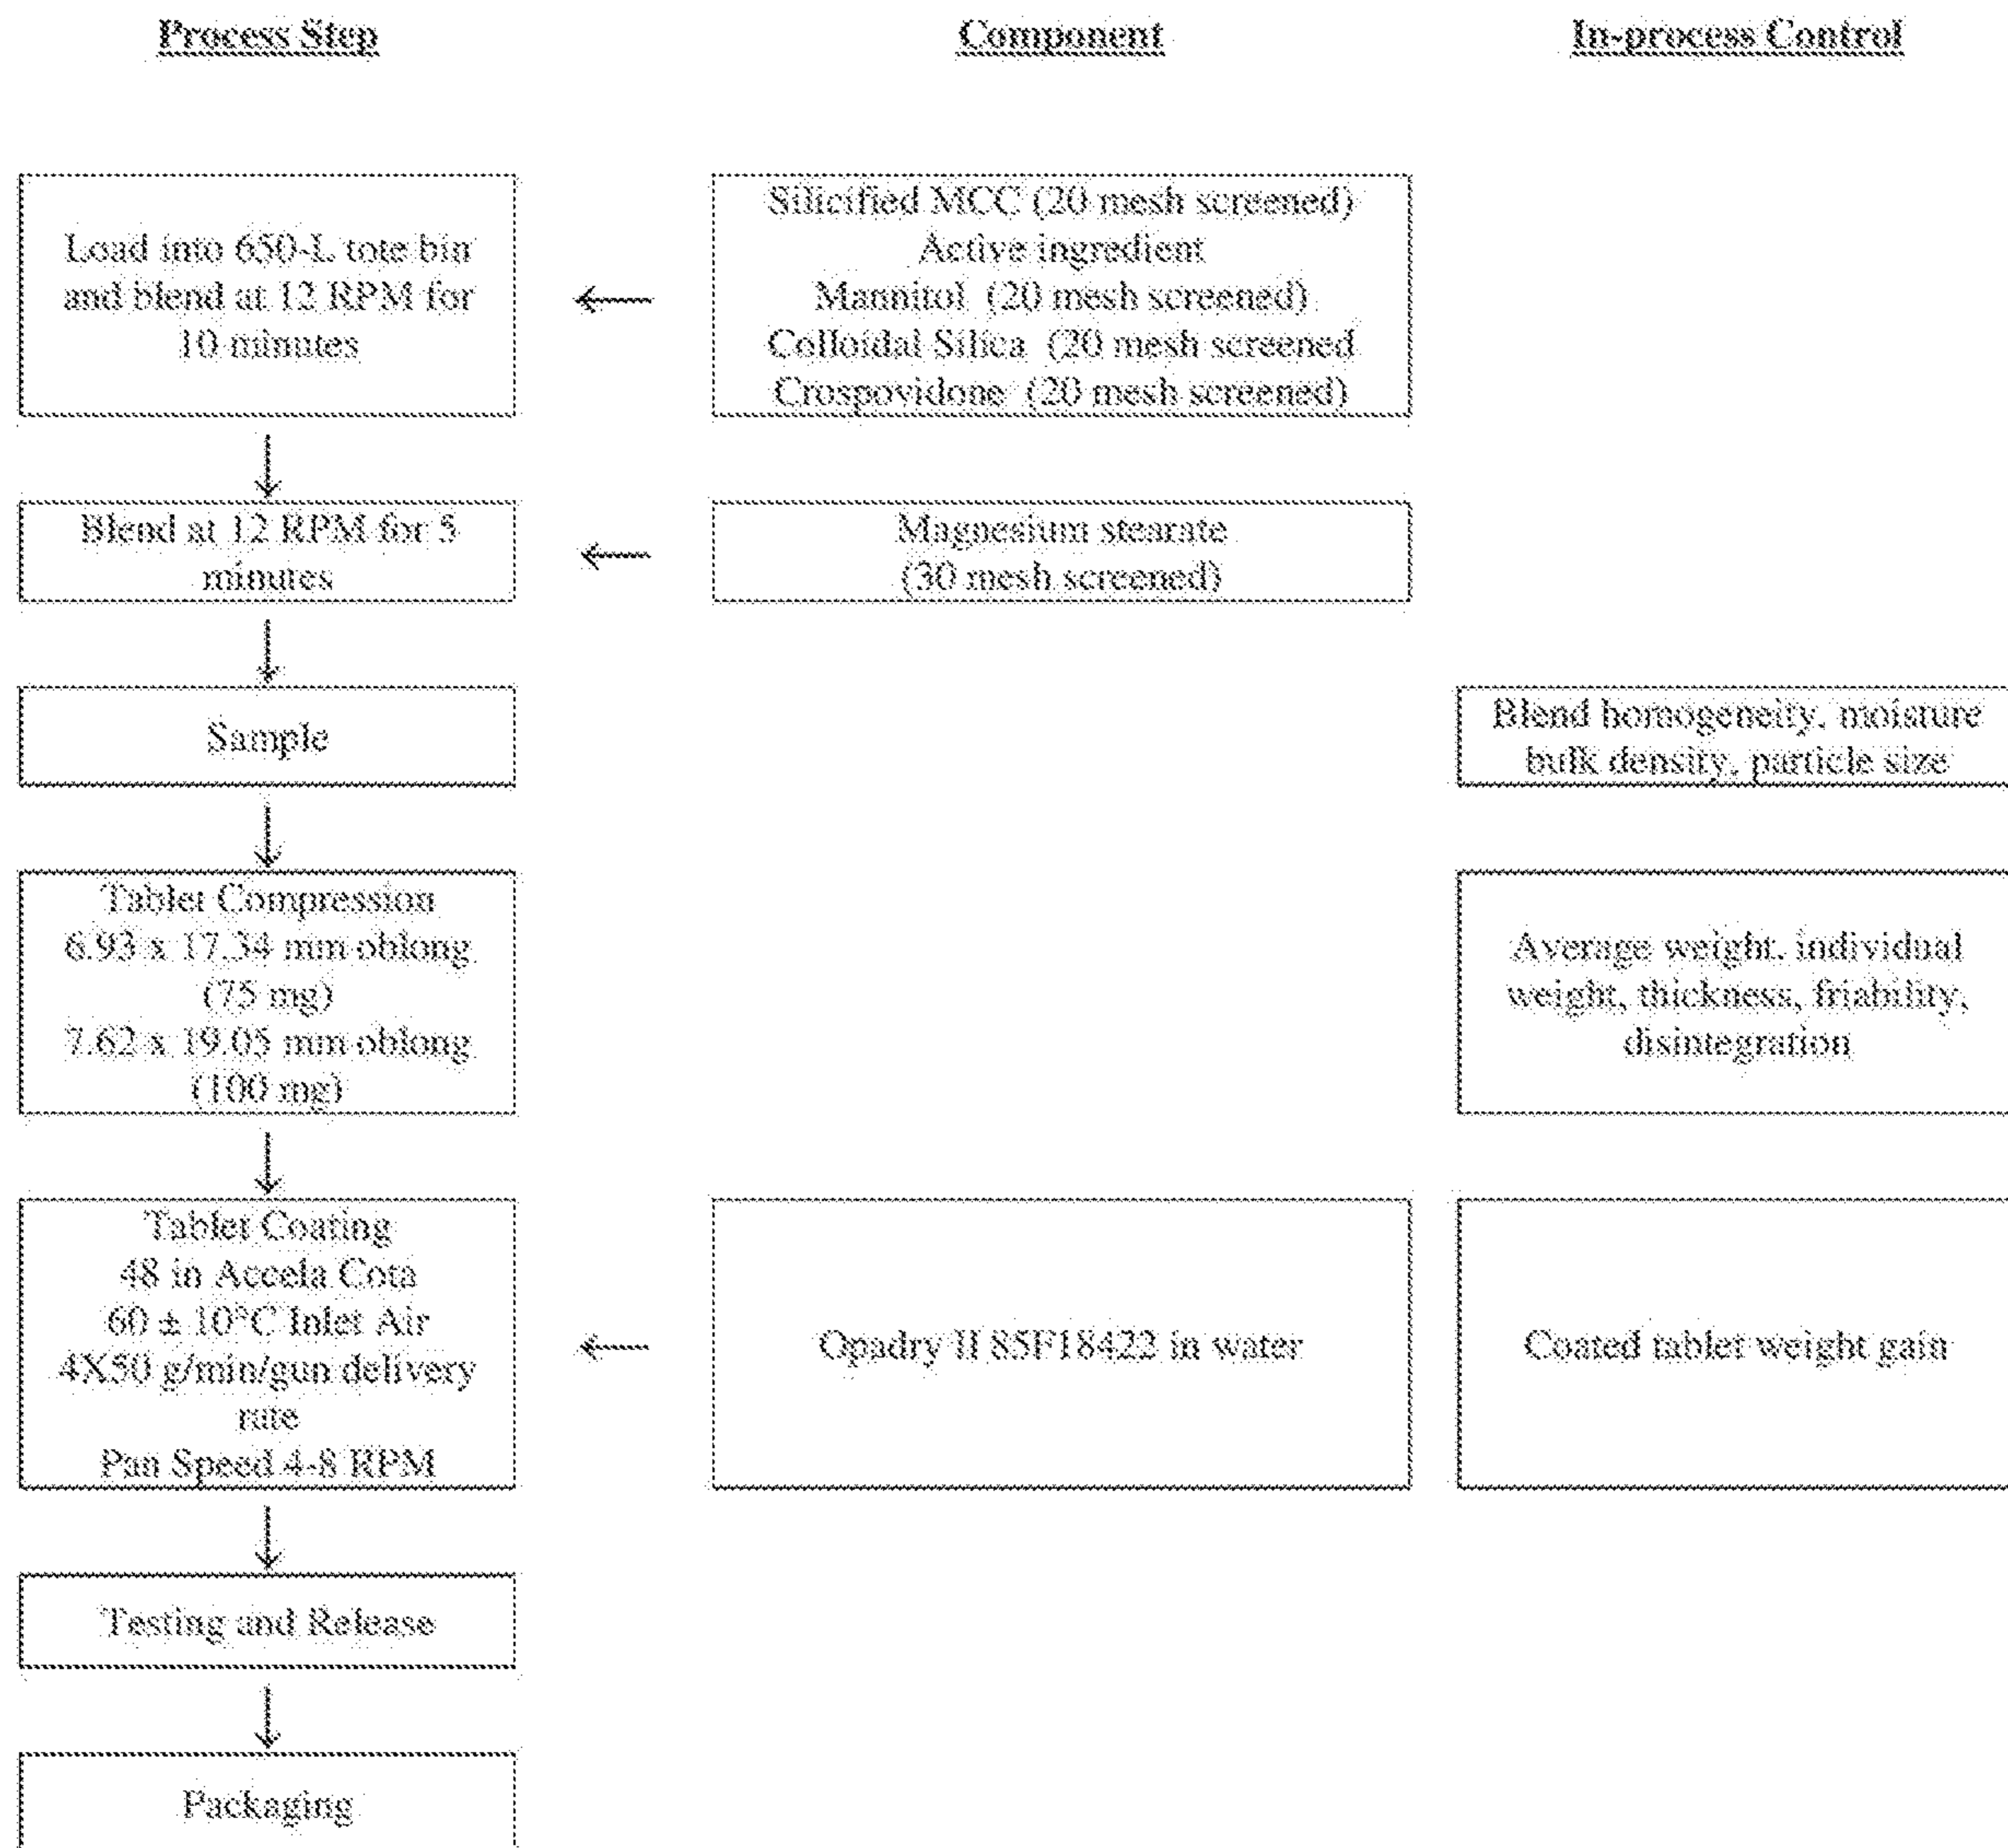 Process Step
Component
In-process Control
Load into 650-L tote bin
and blend at 12 RPM for
10 minutes
Silicified MCC (20 mesh screened)
Active ingredient
Mannitol (20 mesh screened)
Colloidal Silica (20 mesh screened
Crospovidone (20 mesh screened)
Blend at 12 RPM for 5
minutes
Magnesium stearate
(30 mesh screened)
Sample
Blend homogeneity, moisture
bulk density, particle size
Tablet Compression
6.93 x 17.34 mm oblong
(75 mg)
7.62 x 19.05 mm oblong
(100 mg)
Average weight, individual
weight, thickness, friability,
disintegration
Tablet Coating
48 in Accela Cota
60 ± 10°C Inlet Air
4X50 g/min/gun delivery
rate
Pan Speed 4-8 RPM
Opadry II 85F18422 in water
Coated tablet weight gain
Testing and Release
Packaging